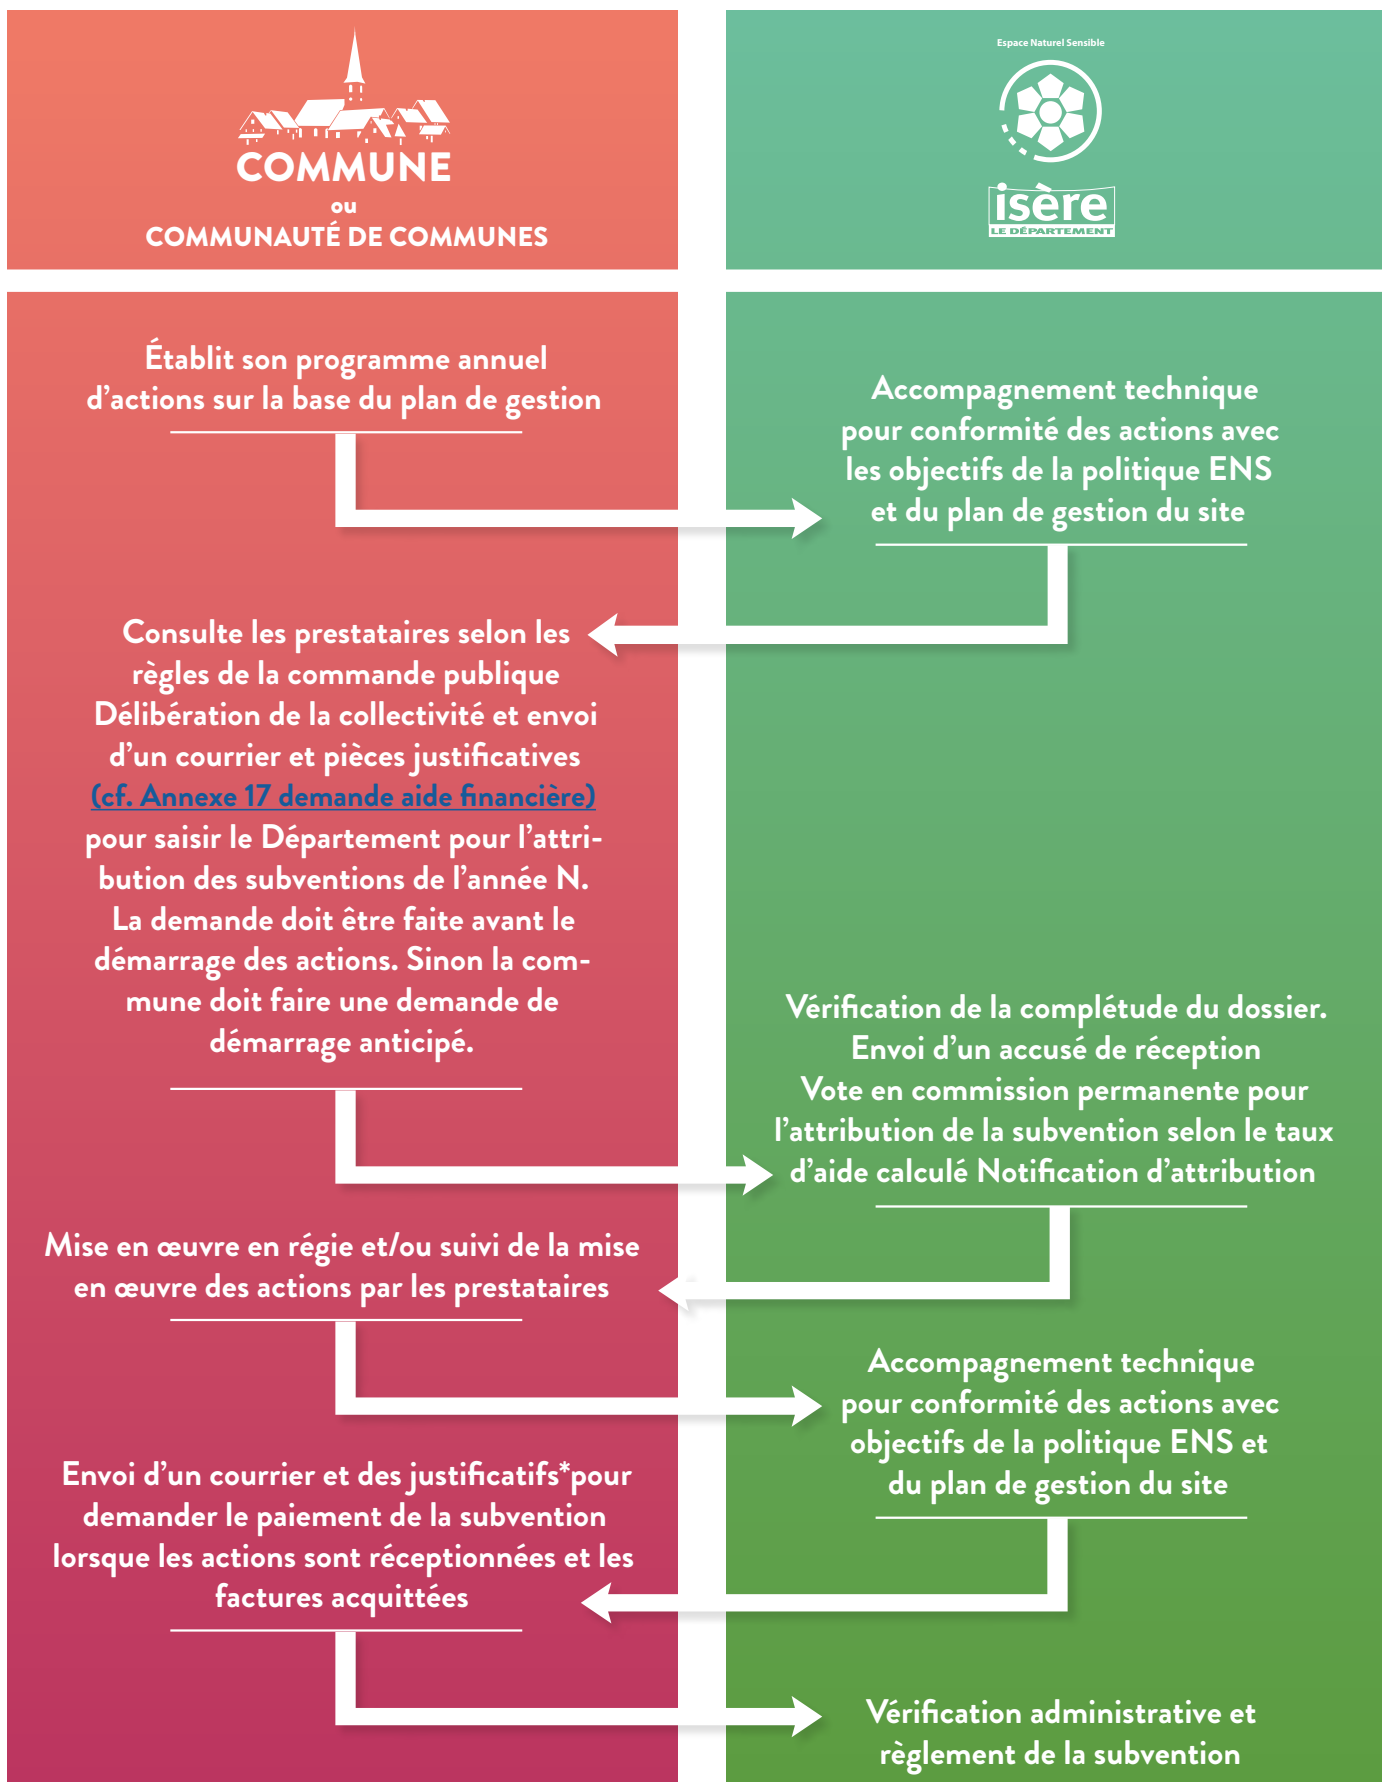 COMMUNE
ou
COMMUNAUTÉ DE COMMUNES
Espace Naturel Sensible
isère
LE DÉPARTEMENT
Établit son programme annuel
d'actions sur la base du plan de gestion
Accompagnement technique
pour conformité des actions avec
les objectifs de la politique ENS
et du plan de gestion du site
Consulte les prestataires selon les
règles de la commande publique
Délibération de la collectivité et envoi
d'un courrier et pièces justificatives
(cf. Annexe 17 demande aide financière)
pour saisir le Département pour l'attri-
bution des subventions de l'année N.
La demande doit être faite avant le
démarrage des actions. Sinon la com-
mune doit faire une demande de
démarrage anticipé.
Vérification de la complétude du dossier.
Envoi d'un accusé de réception
Vote en commission permanente pour
l'attribution de la subvention selon le taux
d'aide calculé Notification d'attribution
Mise en œuvre en régie et/ou suivi de la mise
en œuvre des actions par les prestataires
Accompagnement technique
pour conformité des actions avec
objectifs de la politique ENS et
du plan de gestion du site
Envoi d'un courrier et des justificatifs*pour
demander le paiement de la subvention
lorsque les actions sont réceptionnées et les
factures acquittées
Vérification administrative et
règlement de la subvention